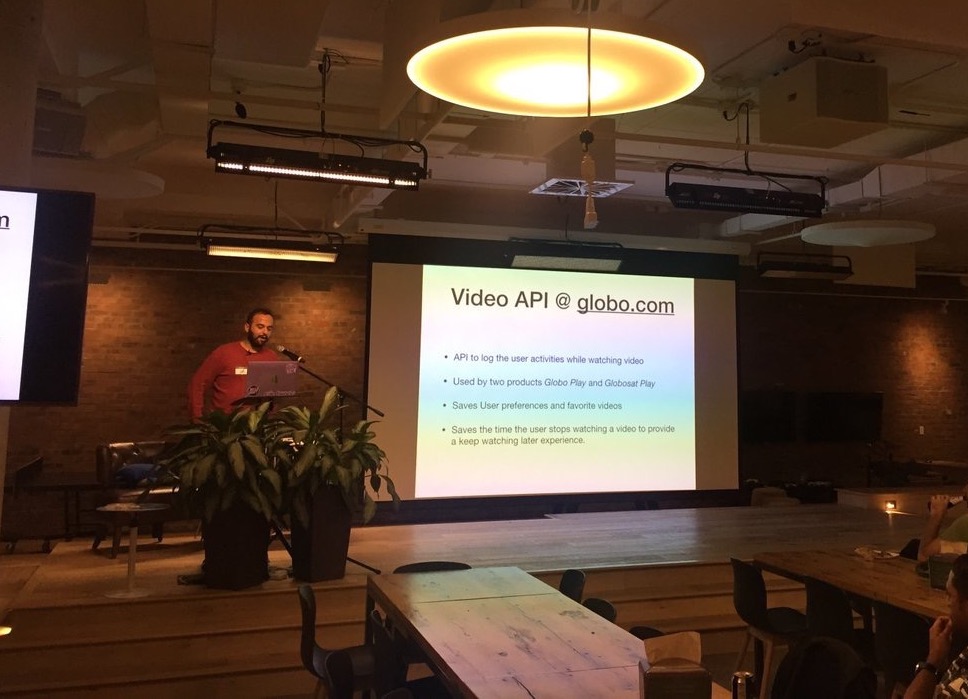 Video API @ globo.com
• API to log the user activities while watching video
• Used by two products Globo Play and Globosat Play
• Saves User preferences and favorite videos
• Saves the time the user stops watching a video to provide
a keep watching later experience.
m